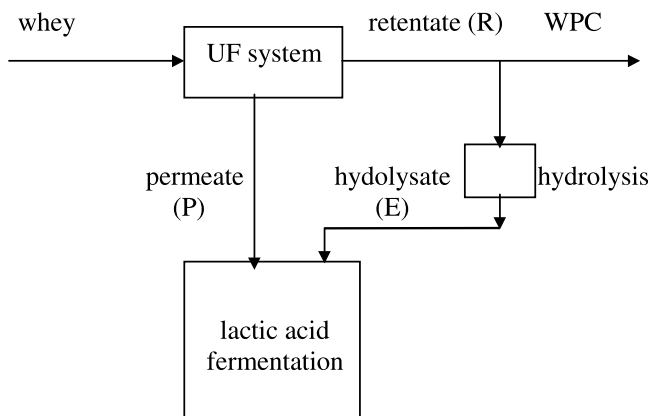 whey
UF system
retentate (R)
WPC
permeate
(P)
hydolysate
(E)
hydrolysis
lactic acid
fermentation